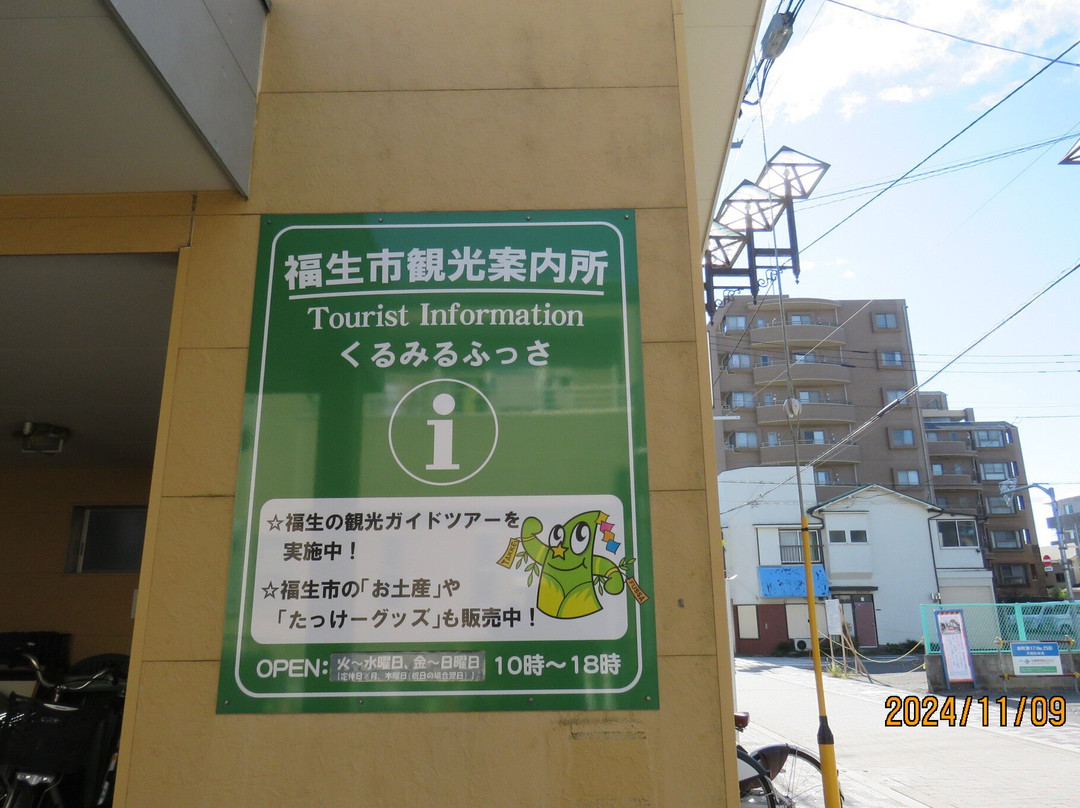 福生市観光案内所
Tourist Information
くるみるふっさ
i
☆福生の観光ガイドツアーを
実施中！
☆福生市の「お土産」や
「たっけーグッズ」も販売中！
OPEN：火～水曜日、金～日曜日 10時～18時
2024/11/09